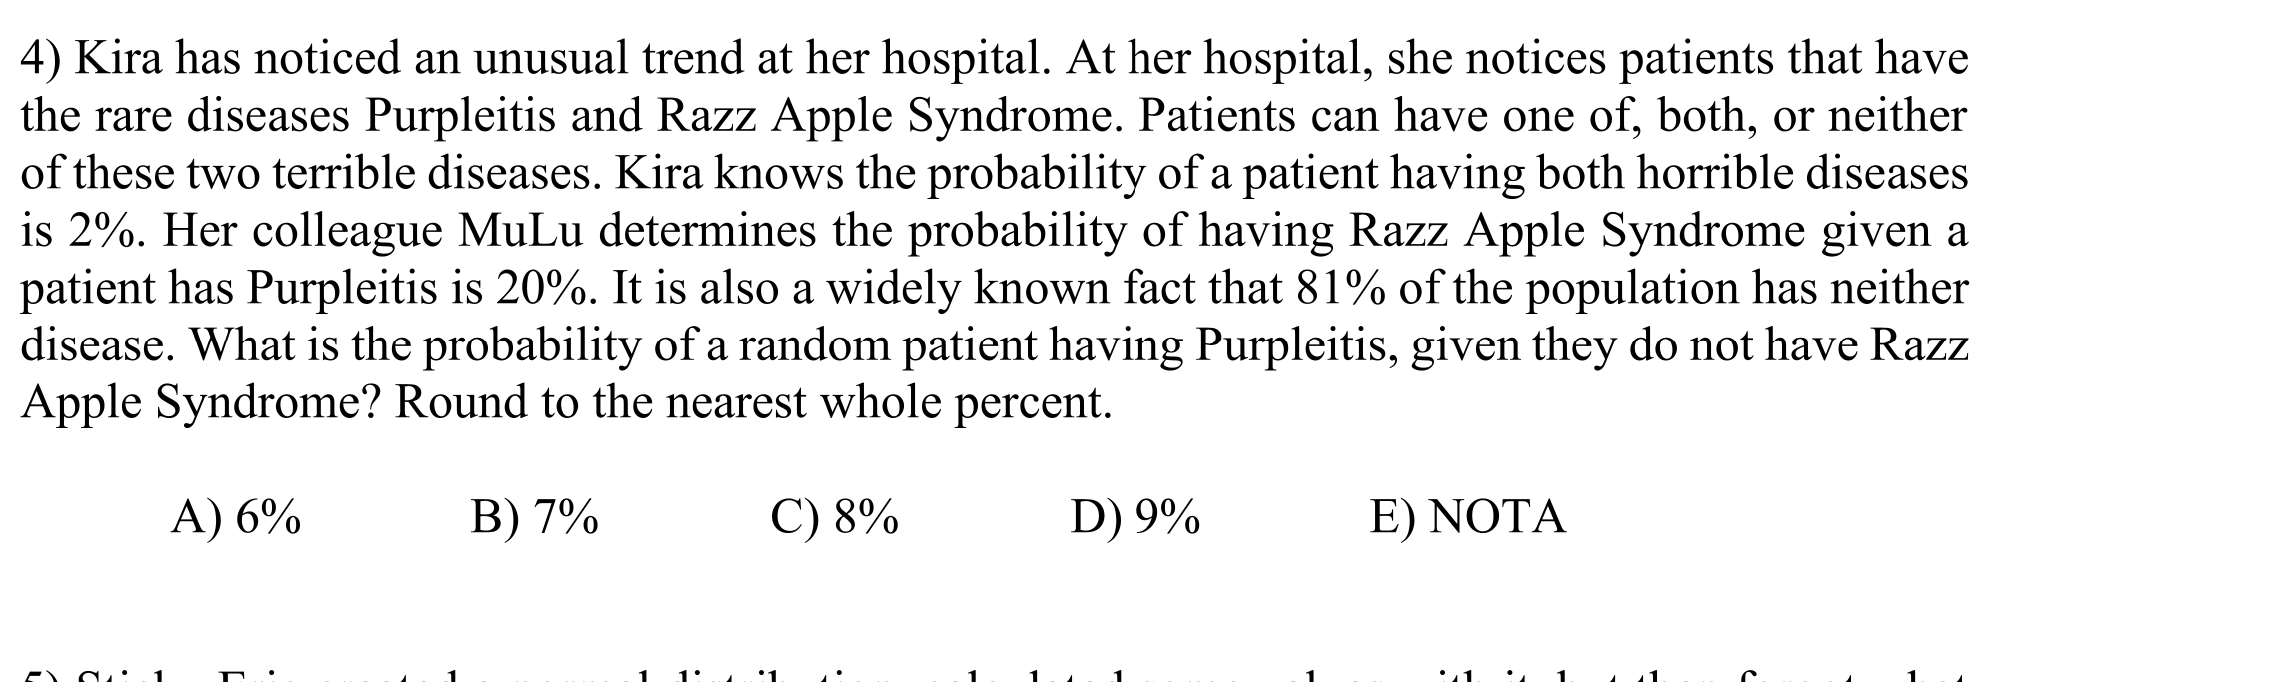 4) Kira has noticed an unusual trend at her hospital. At her hospital, she notices patients that have
the rare diseases Purpleitis and Razz Apple Syndrome. Patients can have one of, both, or neither
of these two terrible diseases. Kira knows the probability of a patient having both horrible diseases
is 2%. Her colleague MuLu determines the probability of having Razz Apple Syndrome given a
patient has Purpleitis is 20%. It is also a widely known fact that 81% of the population has neither
disease. What is the probability of a random patient having Purpleitis, given they do not have Razz
Apple Syndrome? Round to the nearest whole percent.
A) 6% B) 7% C) 8% D) 9% E) NOTA